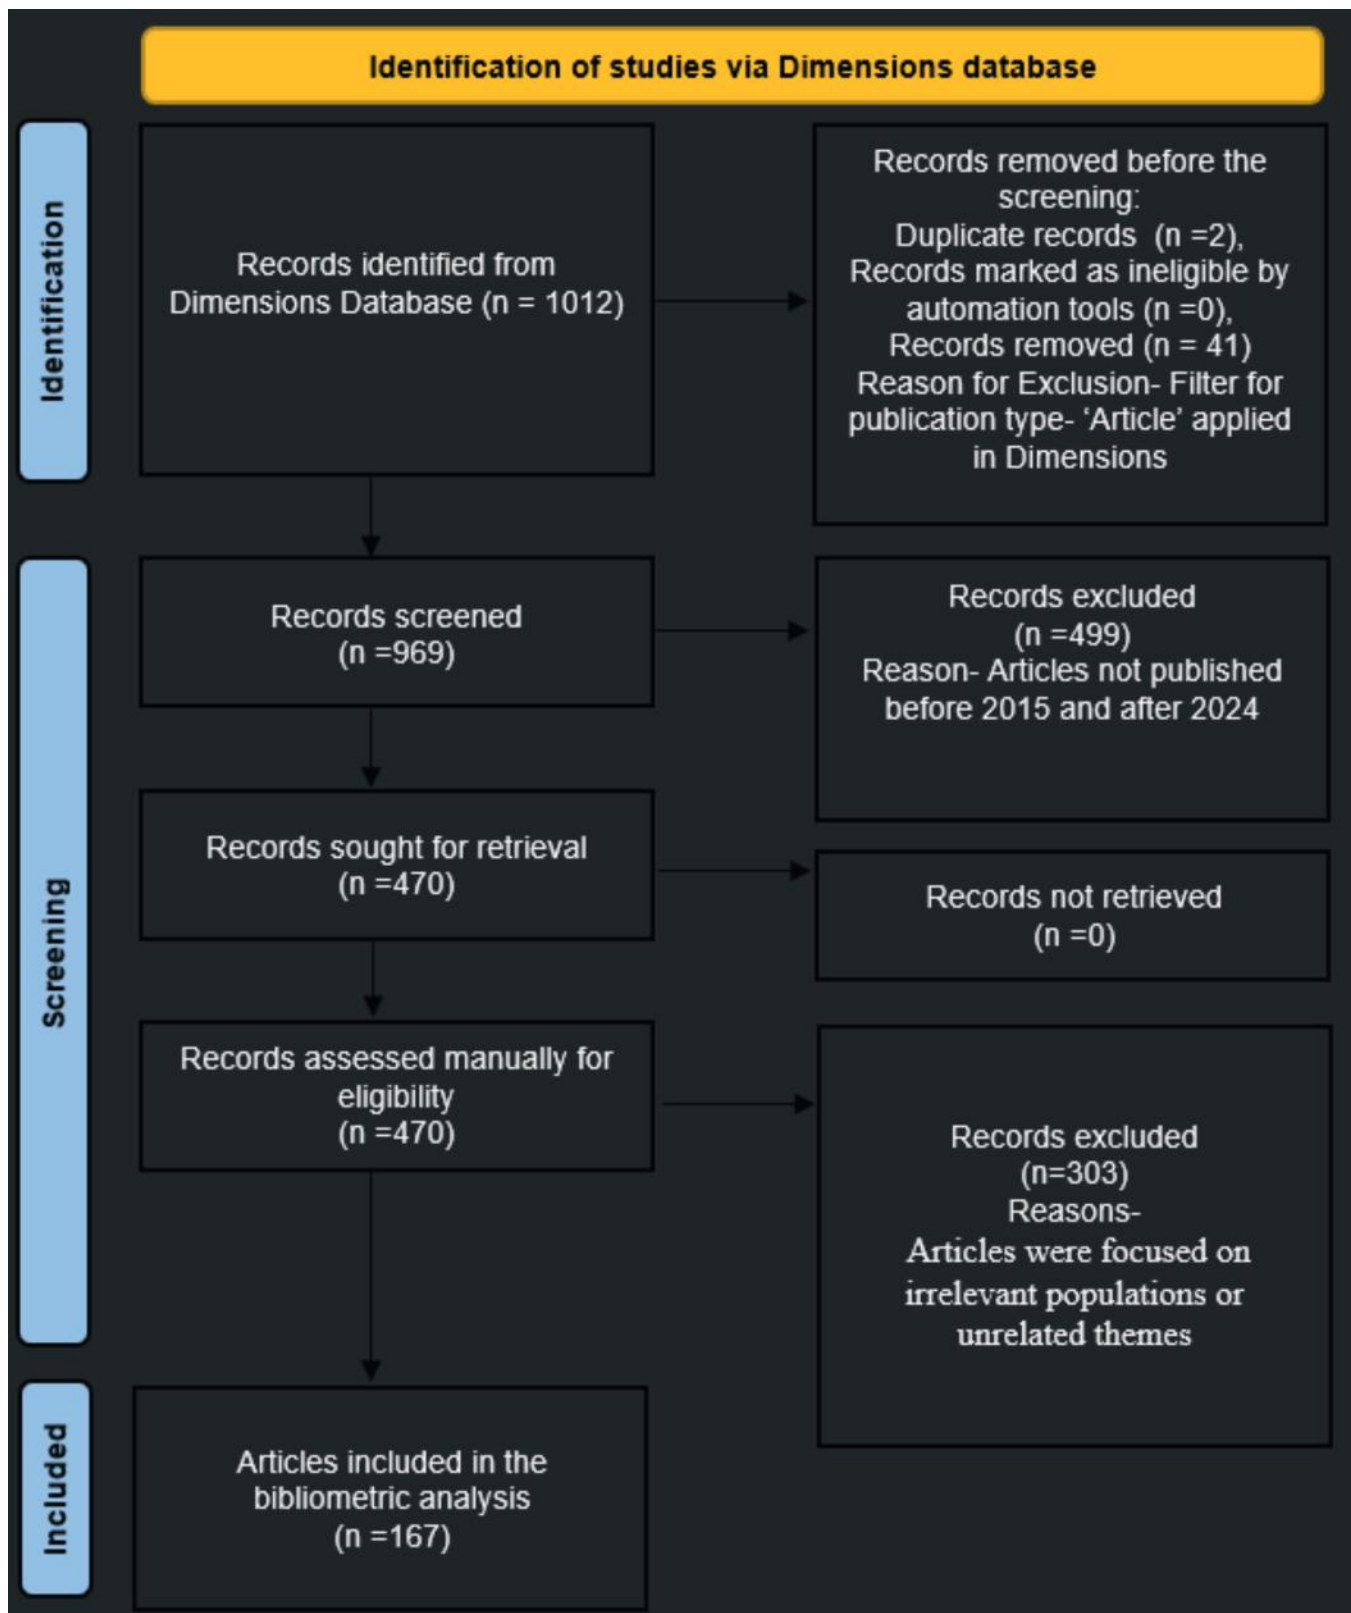 Identification of studies via Dimensions database
Identification
Records identified from
Dimensions Database (n = 1012)
Records removed before the
screening:
Duplicate records  (n =2),
Records marked as ineligible by
automation tools (n =0),
Records removed (n = 41)
Reason for Exclusion- Filter for
publication type- ‘Article’ applied
in Dimensions
Screening
Records screened
(n =969)
Records excluded
(n =499)
Reason- Articles not published
before 2015 and after 2024
Records sought for retrieval
(n =470)
Records not retrieved
(n =0)
Records assessed manually for
eligibility
(n =470)
Records excluded
(n=303)
Reasons-
Articles were focused on
irrelevant populations or
unrelated themes
Included
Articles included in the
bibliometric analysis
(n =167)